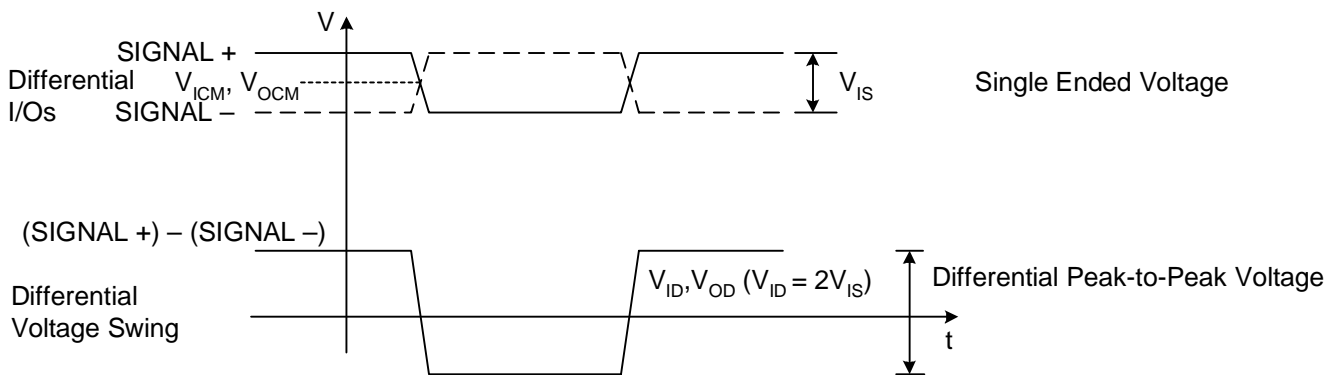 V
SIGNAL +
Differential I/Os
V_ICM, V_OCM
SIGNAL –
V_IS
Single Ended Voltage
(SIGNAL +) – (SIGNAL –)
V_ID,V_OD (V_ID = 2V_IS)
Differential Peak-to-Peak Voltage
Differential
Voltage Swing
t